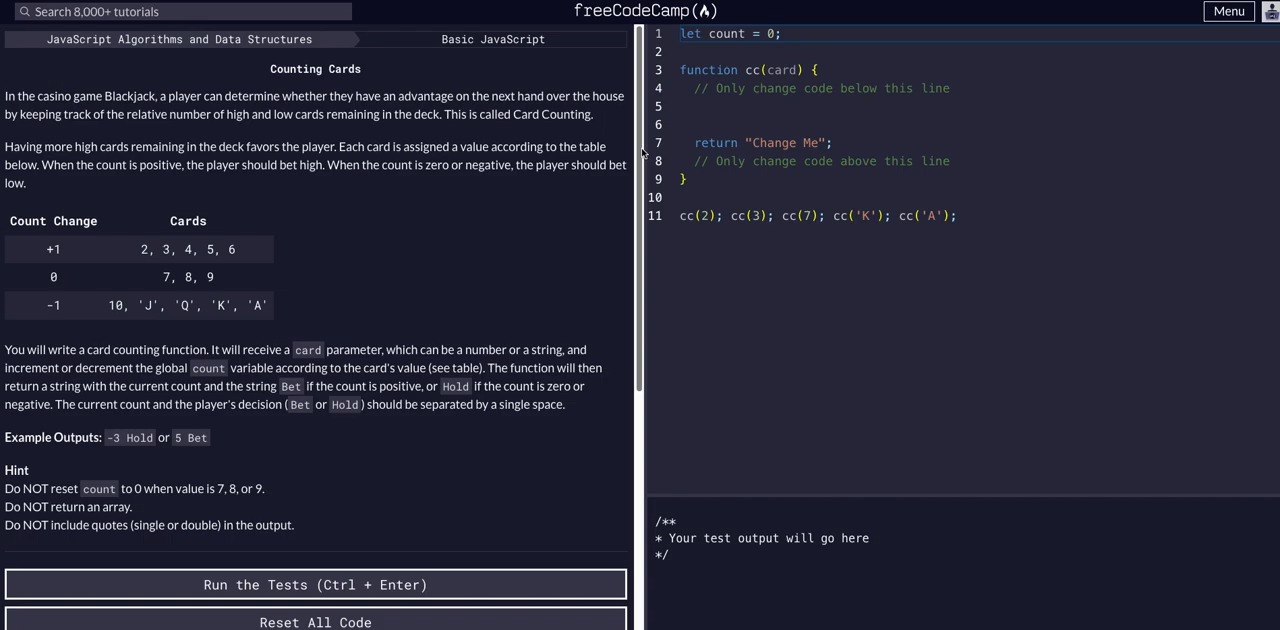 Search 8,000+ tutorials
freeCodeCamp
Menu
JavaScript Algorithms and Data Structures
Basic JavaScript
Counting Cards
In the casino game Blackjack, a player can determine whether they have an advantage on the next hand over the house
by keeping track of the relative number of high and low cards remaining in the deck. This is called Card Counting.
Having more high cards remaining in the deck favors the player. Each card is assigned a value according to the table
below. When the count is positive, the player should bet high. When the count is zero or negative, the player should bet
low.
Count Change Cards
+1 2, 3, 4, 5, 6
0 7, 8, 9
-1 10, 'J', 'Q', 'K', 'A'
You will write a card counting function. It will receive a card parameter, which can be a number or a string, and
increment or decrement the global count variable according to the card's value (see table). The function will then
return a string with the current count and the string Bet if the count is positive, or Hold if the count is zero or
negative. The current count and the player's decision (Bet or Hold) should be separated by a single space.
Example Outputs: -3 Hold or 5 Bet
Hint
Do NOT reset count to 0 when value is 7, 8, or 9.
Do NOT return an array.
Do NOT include quotes (single or double) in the output.
Run the Tests (Ctrl + Enter)
Reset All Code
1 let count = 0;
2
3 function cc(card) {
4 // Only change code below this line
5
6
7 return "Change Me";
8 // Only change code above this line
9 }
10
11 cc(2); cc(3); cc(7); cc('K'); cc('A');
/**
* Your test output will go here
*/